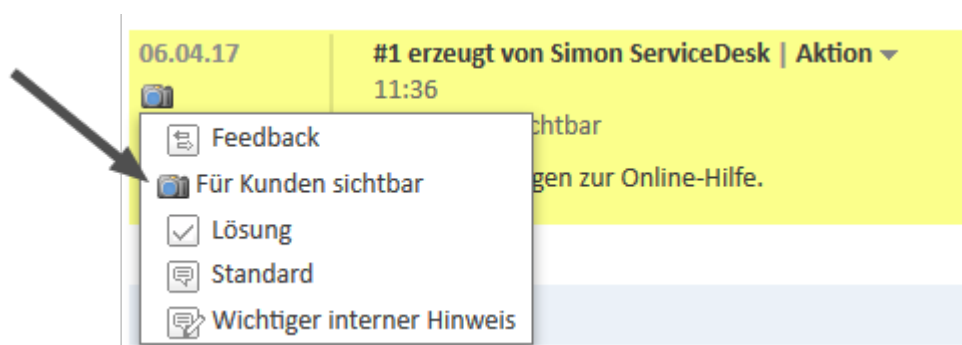 06.04.17
#1 erzeugt von Simon ServiceDesk | Aktion
11:36
Feedback
Für Kunden sichtbar
gen zur Online-Hilfe.
Lösung
Standard
Wichtiger interner Hinweis